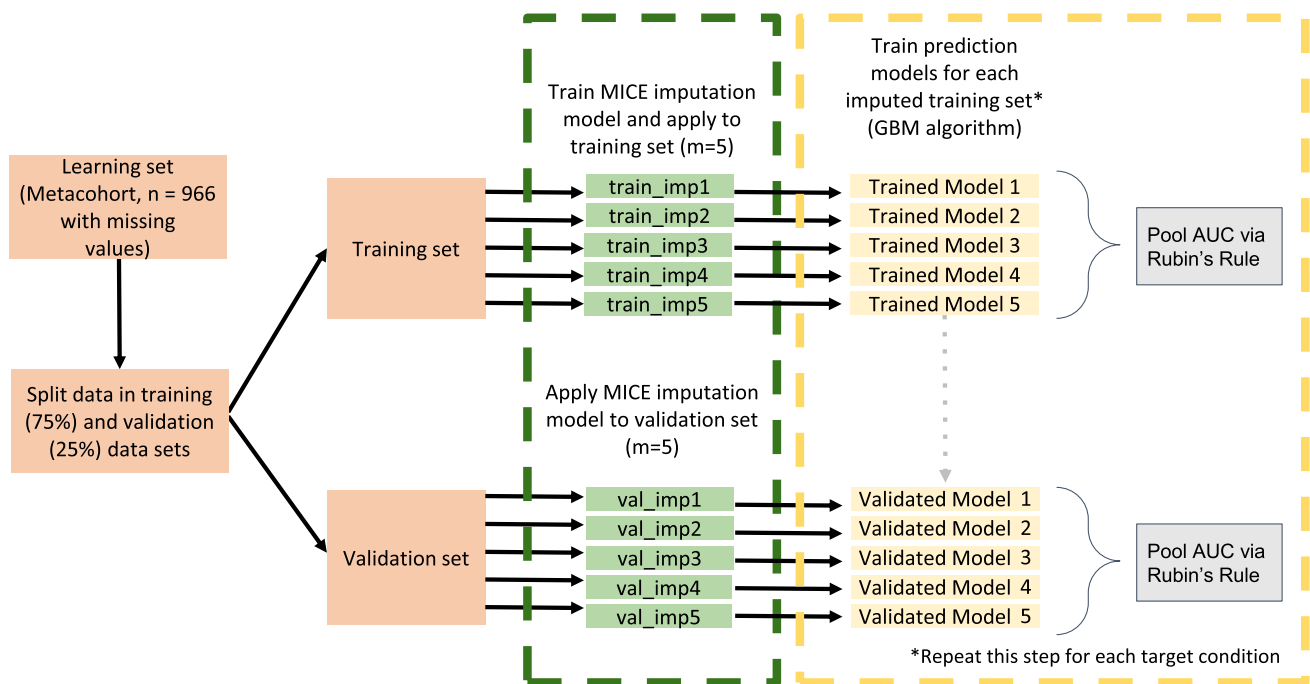 Learning set
(Metacohort, n = 966
with missing
values)
Split data in training
(75%) and validation
(25%) data sets
Training set
Validation set
Train MICE imputation
model and apply to
training set (m=5)
train_imp1
train_imp2
train_imp3
train_imp4
train_imp5
Apply MICE imputation
model to validation set
(m=5)
val_imp1
val_imp2
val_imp3
val_imp4
val_imp5
Train prediction
models for each
imputed training set*
(GBM algorithm)
Trained Model 1
Trained Model 2
Trained Model 3
Trained Model 4
Trained Model 5
Pool AUC via
Rubin's Rule
Validated Model 1
Validated Model 2
Validated Model 3
Validated Model 4
Validated Model 5
Pool AUC via
Rubin's Rule
*Repeat this step for each target condition